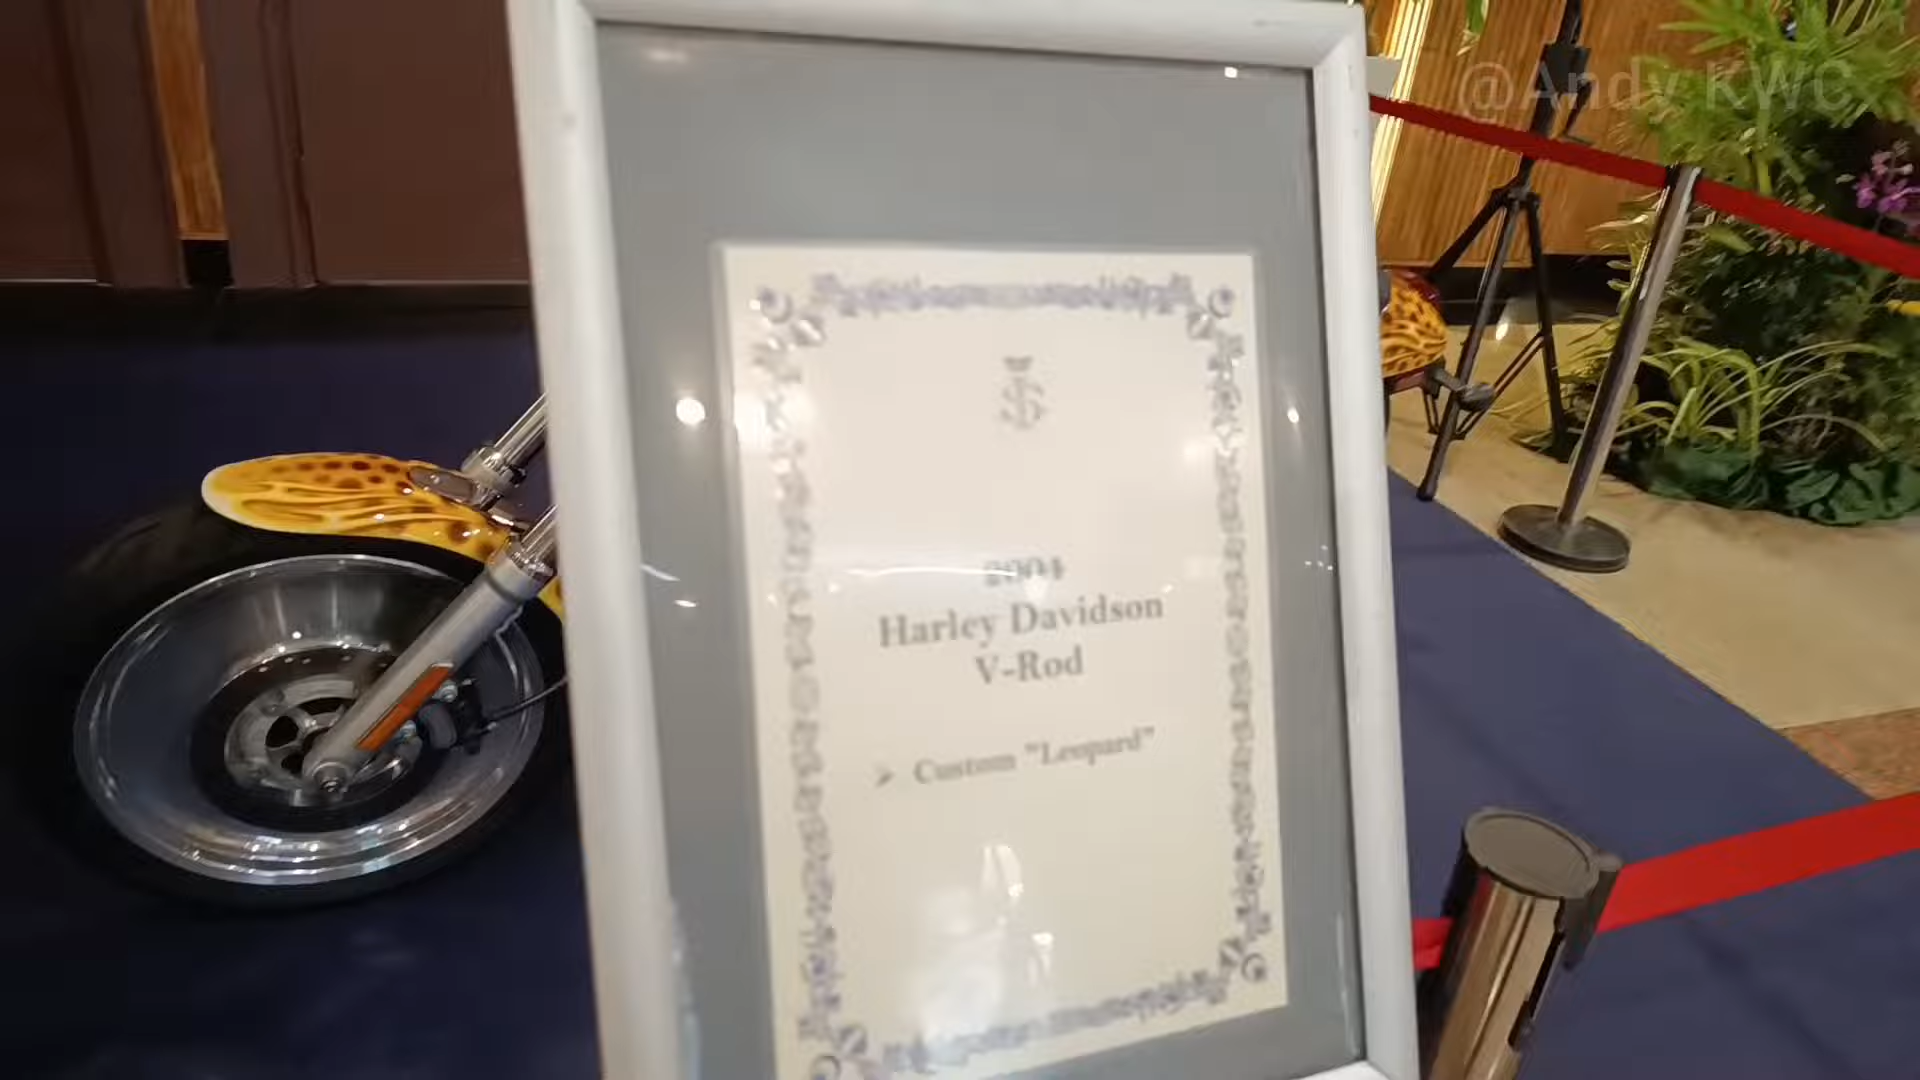 @Andy KWC
2004
Harley Davidson
V-Rod
➢ Custom "Leopard"